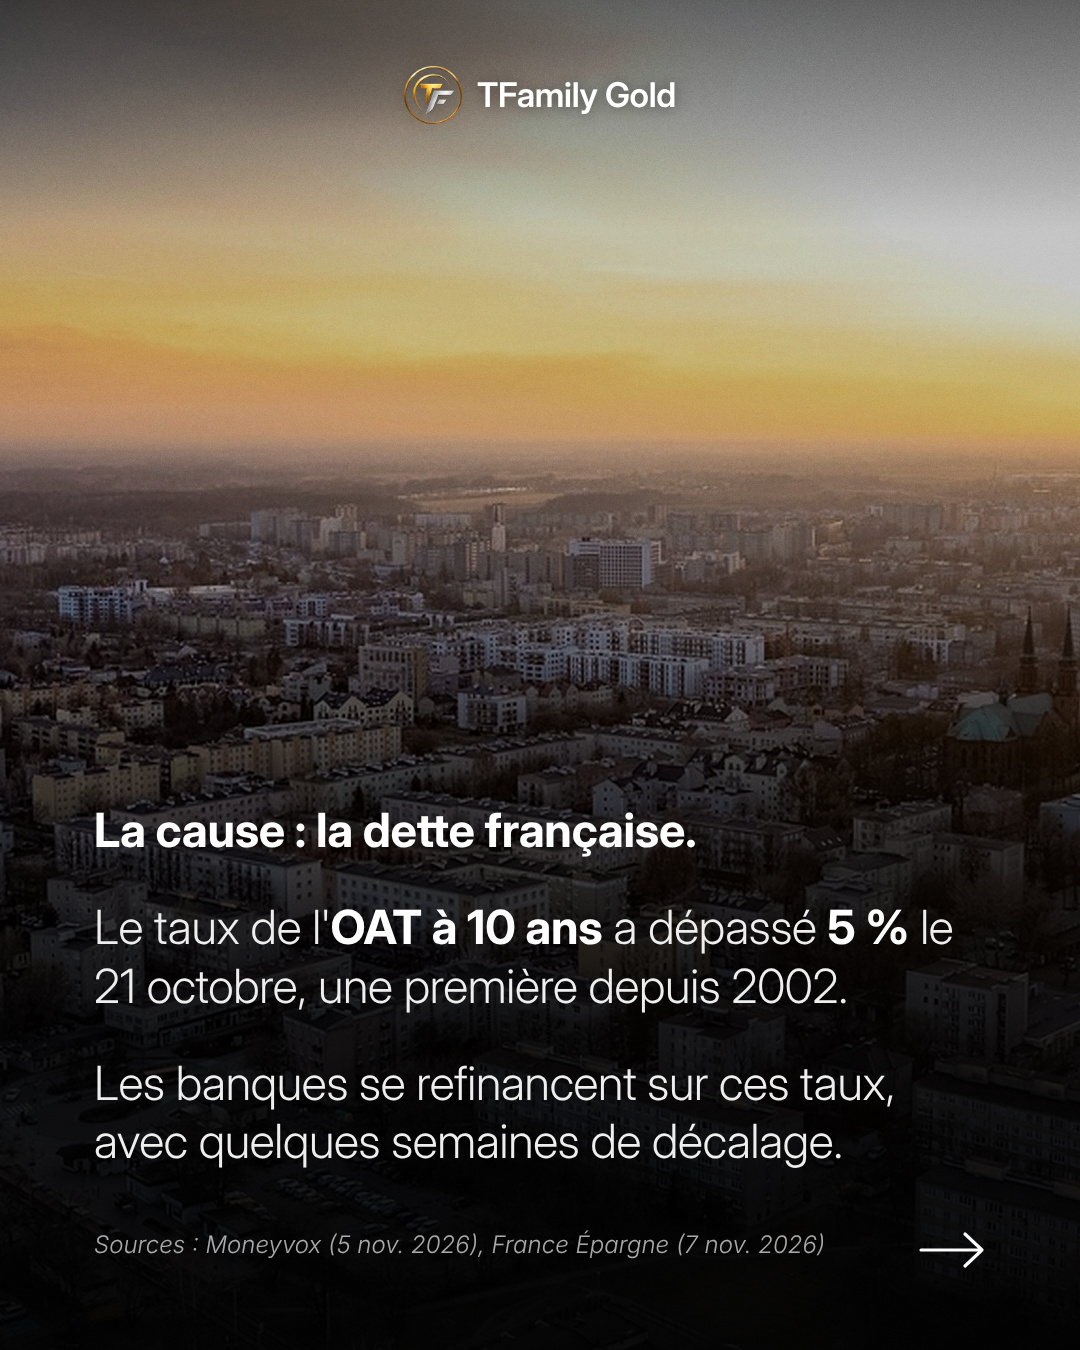 TF TFamily Gold
La cause : la dette française.
Le taux de l'OAT à 10 ans a dépassé 5 % le
21 octobre, une première depuis 2002.
Les banques se refinancent sur ces taux,
avec quelques semaines de décalage.
Sources : Moneyvox (5 nov. 2026), France Épargne (7 nov. 2026)